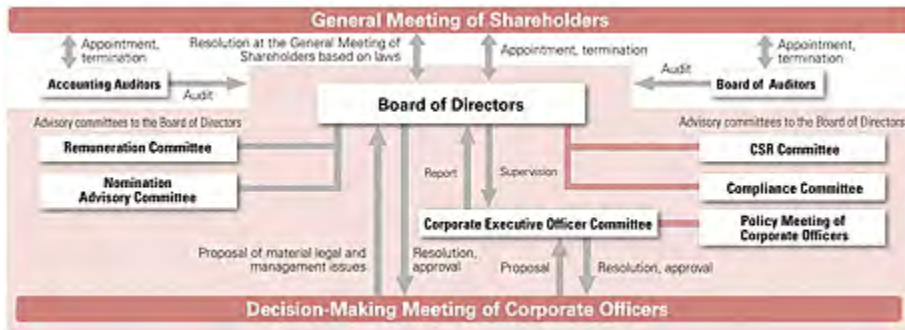 General Meeting of Shareholders
Appointment,
termination
Resolution at the General Meeting of
Shareholders based on laws
Appointment, termination
Appointment,
termination
Accounting Auditors
Audit
Audit
Board of Auditors
Board of Directors
Advisory committees to the Board of Directors
Remuneration Committee
Nomination
Advisory Committee
Advisory committees to the Board of Directors
CSR Committee
Compliance Committee
Report
Supervision
Corporate Executive Officer Committee
Policy Meeting of
Corporate Officers
Proposal of material legal and
management issues
Resolution,
approval
Proposal
Resolution, approval
Decision-Making Meeting of Corporate Officers